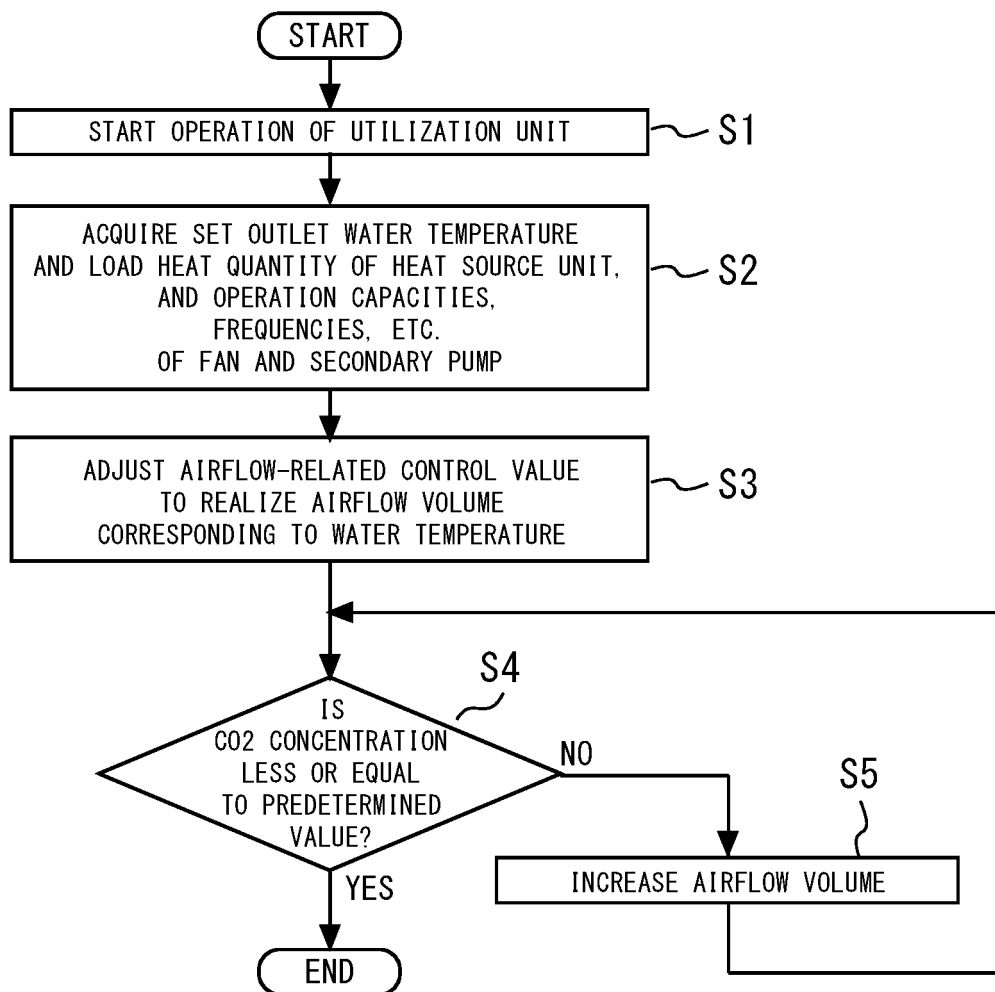 START
START OPERATION OF UTILIZATION UNIT
S1
ACQUIRE SET OUTLET WATER TEMPERATURE
AND LOAD HEAT QUANTITY OF HEAT SOURCE UNIT,
AND OPERATION CAPACITIES,
FREQUENCIES, ETC.
OF FAN AND SECONDARY PUMP
S2
ADJUST AIRFLOW-RELATED CONTROL VALUE
TO REALIZE AIRFLOW VOLUME
CORRESPONDING TO WATER TEMPERATURE
S3
S4
IS
CO2 CONCENTRATION
LESS OR EQUAL
TO PREDETERMINED
VALUE?
NO
S5
INCREASE AIRFLOW VOLUME
YES
END